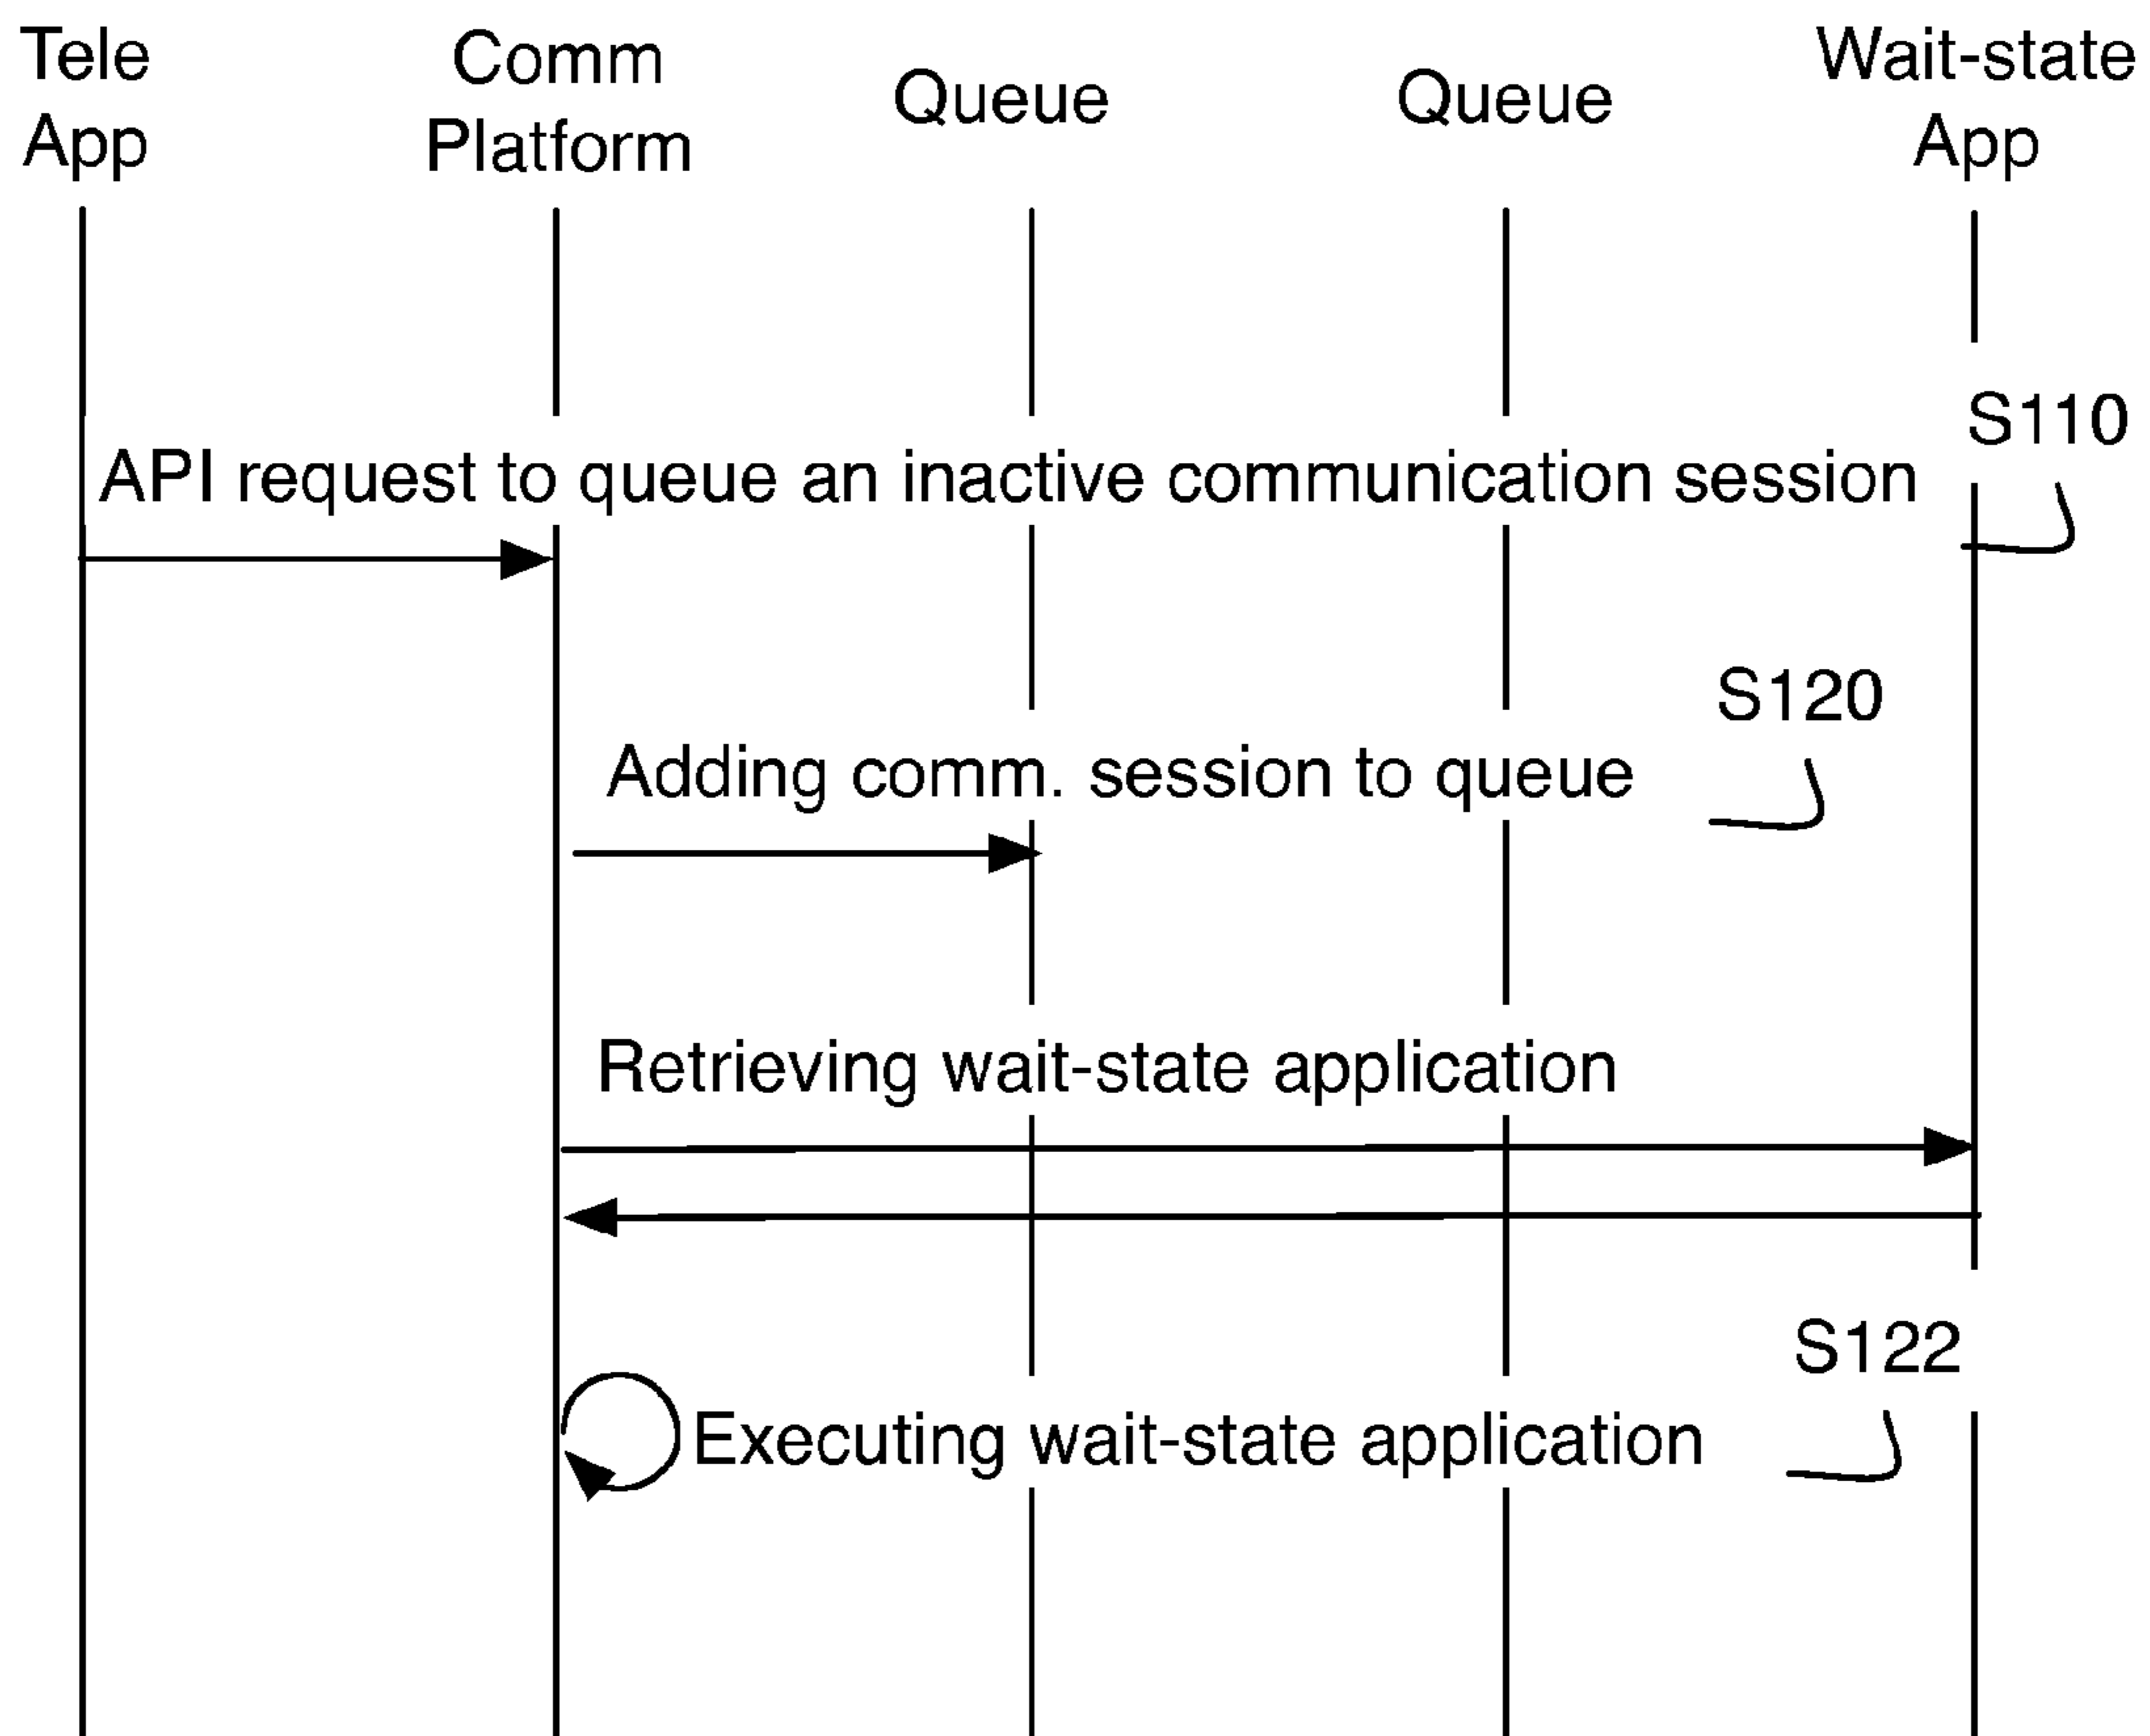 Tele
App
Comm
Platform
Queue
Queue
Wait-state
App
S110
API request to queue an inactive communication session
S120
Adding comm. session to queue
Retrieving wait-state application
S122
Executing wait-state application